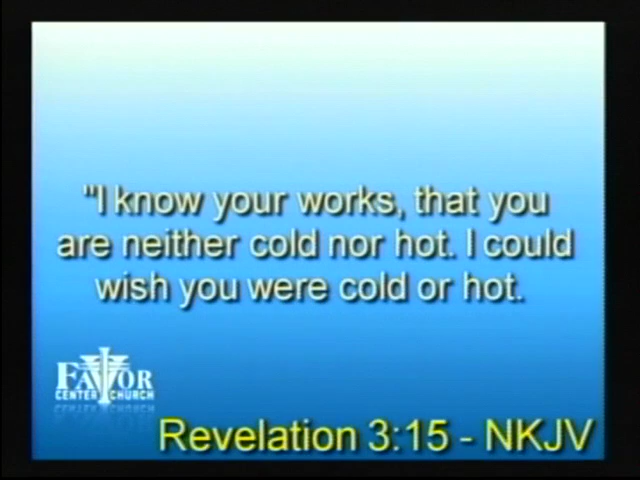 "I know your works, that you
are neither cold nor hot. I could
wish you were cold or hot.
FAVOR
CENTER CHURCH
Revelation 3:15 - NKJV